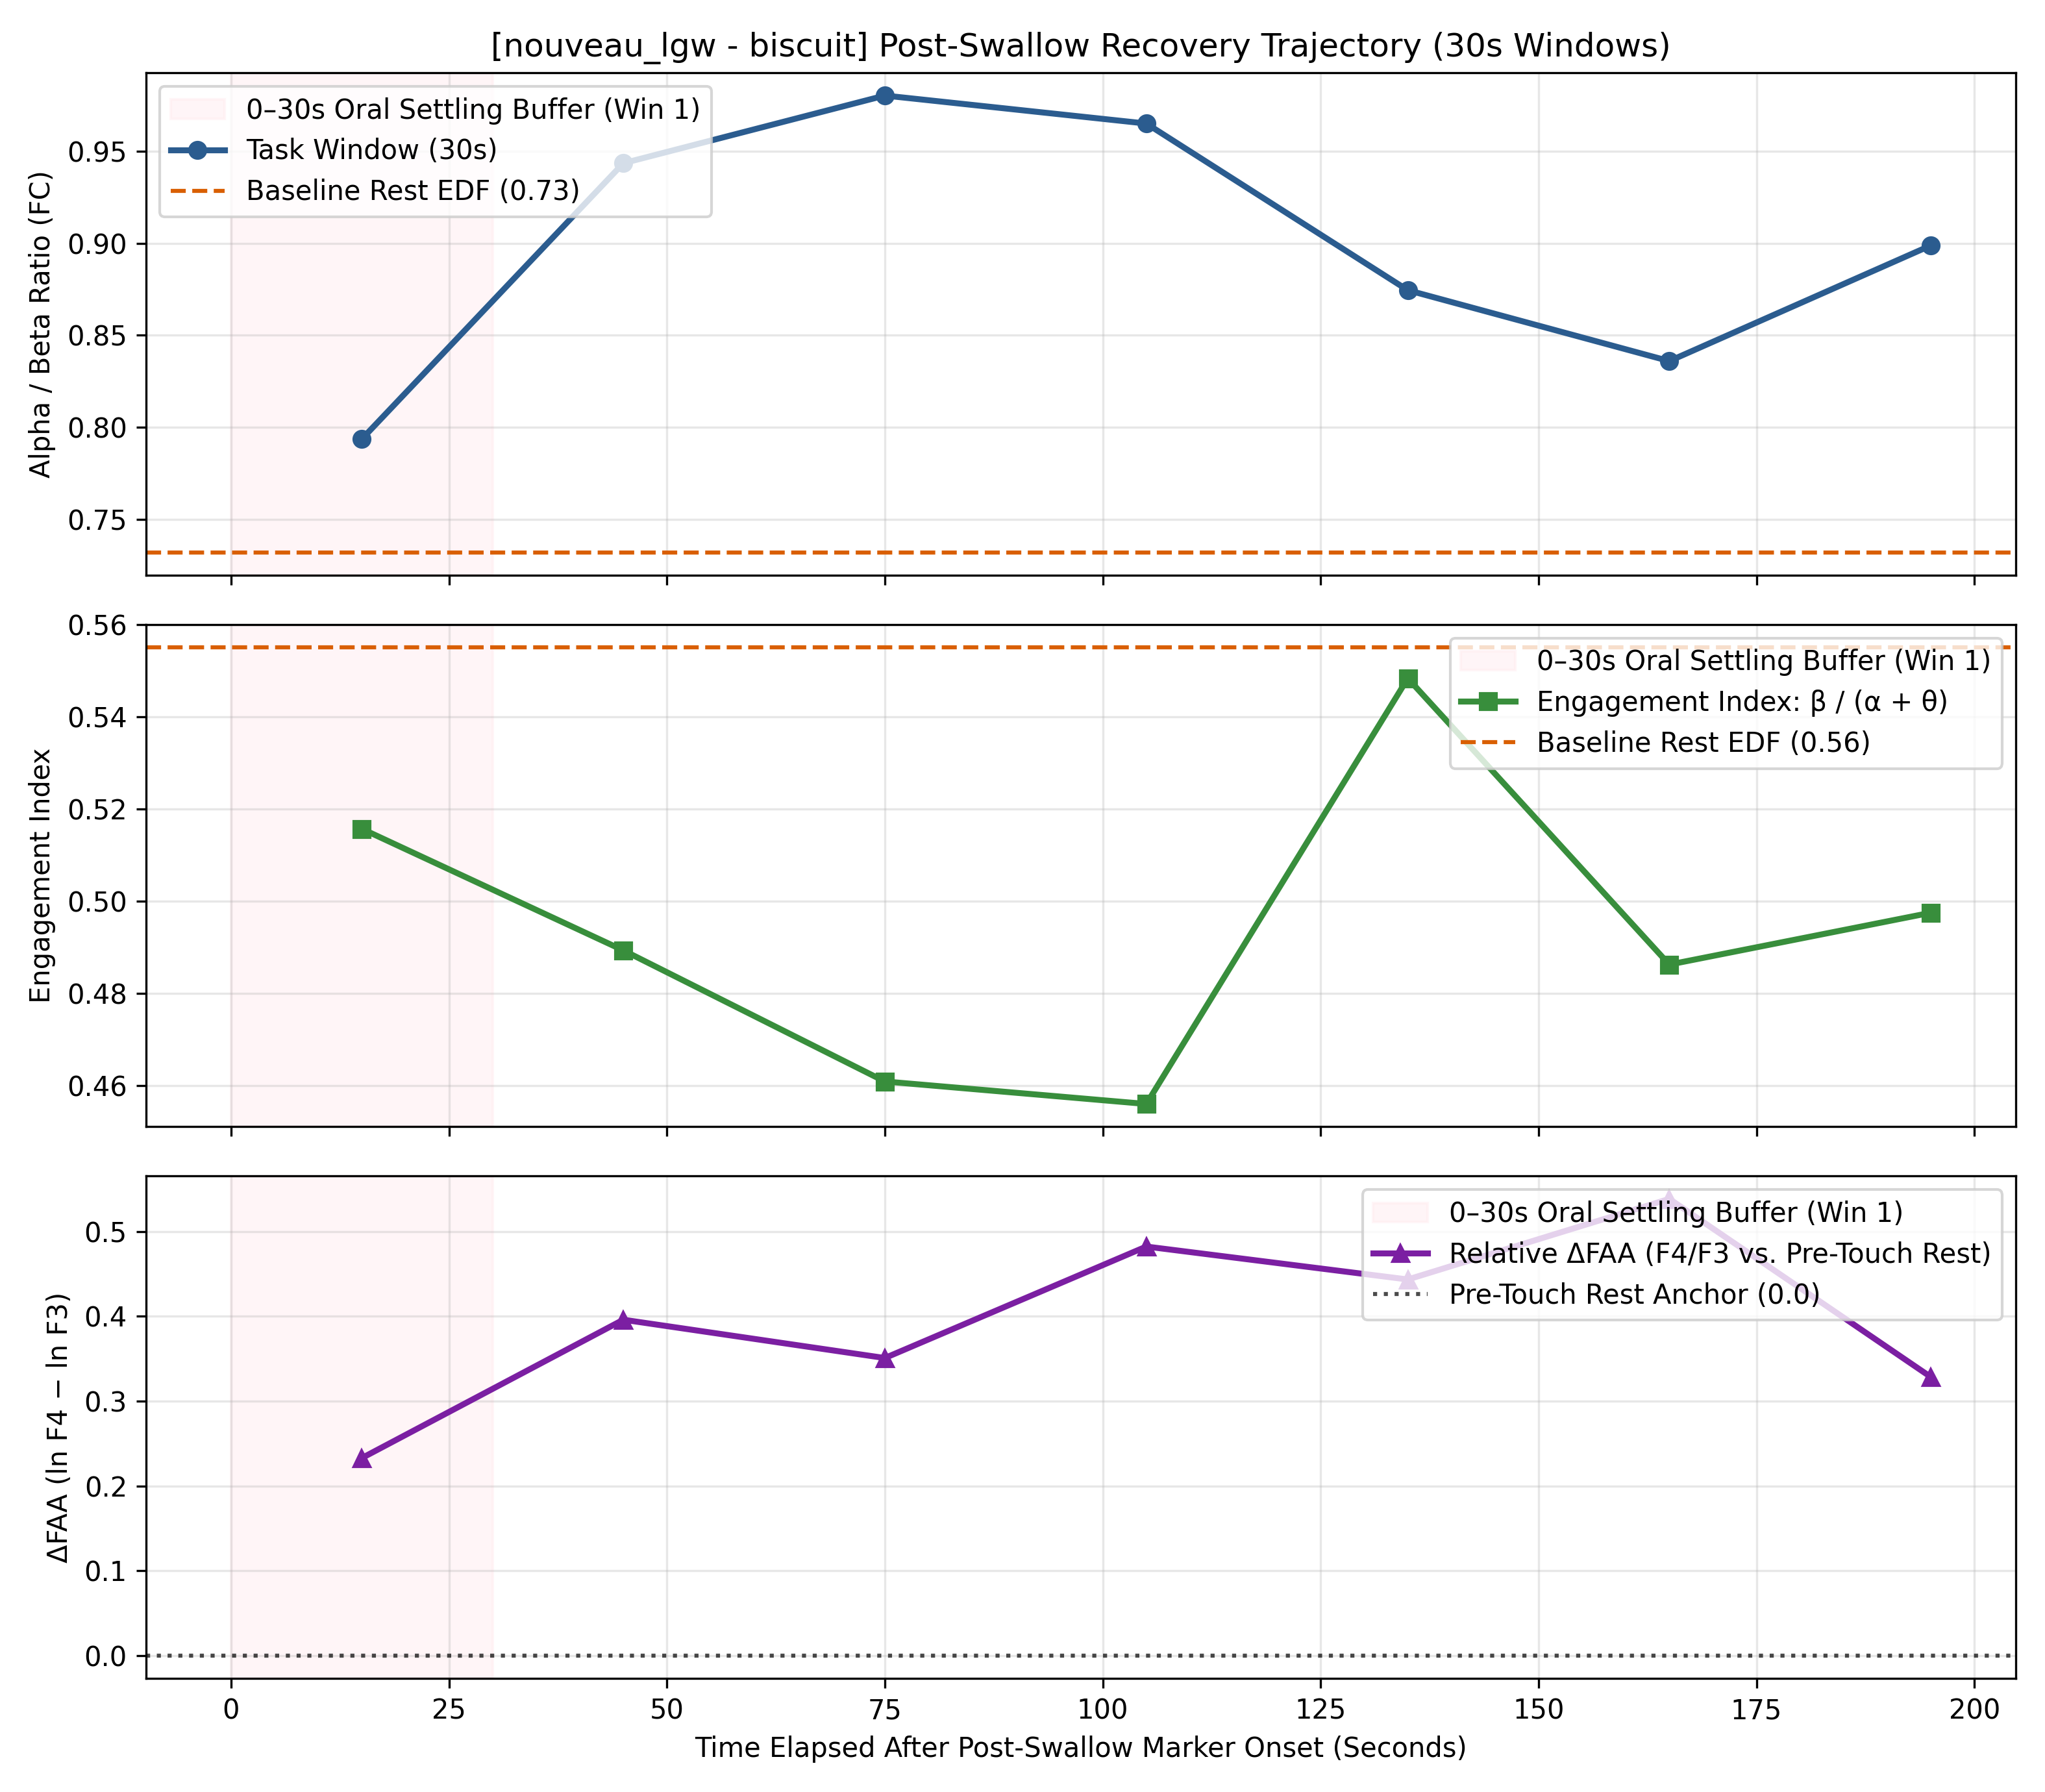 [nouveau_lgw - biscuit] Post-Swallow Recovery Trajectory (30s Windows)
0–30s Oral Settling Buffer (Win 1)
Task Window (30s)
Baseline Rest EDF (0.73)
Alpha / Beta Ratio (FC)
0.95
0.90
0.85
0.80
0.75
0–30s Oral Settling Buffer (Win 1)
Engagement Index: β / (α + θ)
Baseline Rest EDF (0.56)
Engagement Index
0.56
0.54
0.52
0.50
0.48
0.46
0–30s Oral Settling Buffer (Win 1)
Relative ΔFAA (F4/F3 vs. Pre-Touch Rest)
Pre-Touch Rest Anchor (0.0)
ΔFAA (ln F4 − ln F3)
0.5
0.4
0.3
0.2
0.1
0.0
0 25 50 75 100 125 150 175 200
Time Elapsed After Post-Swallow Marker Onset (Seconds)